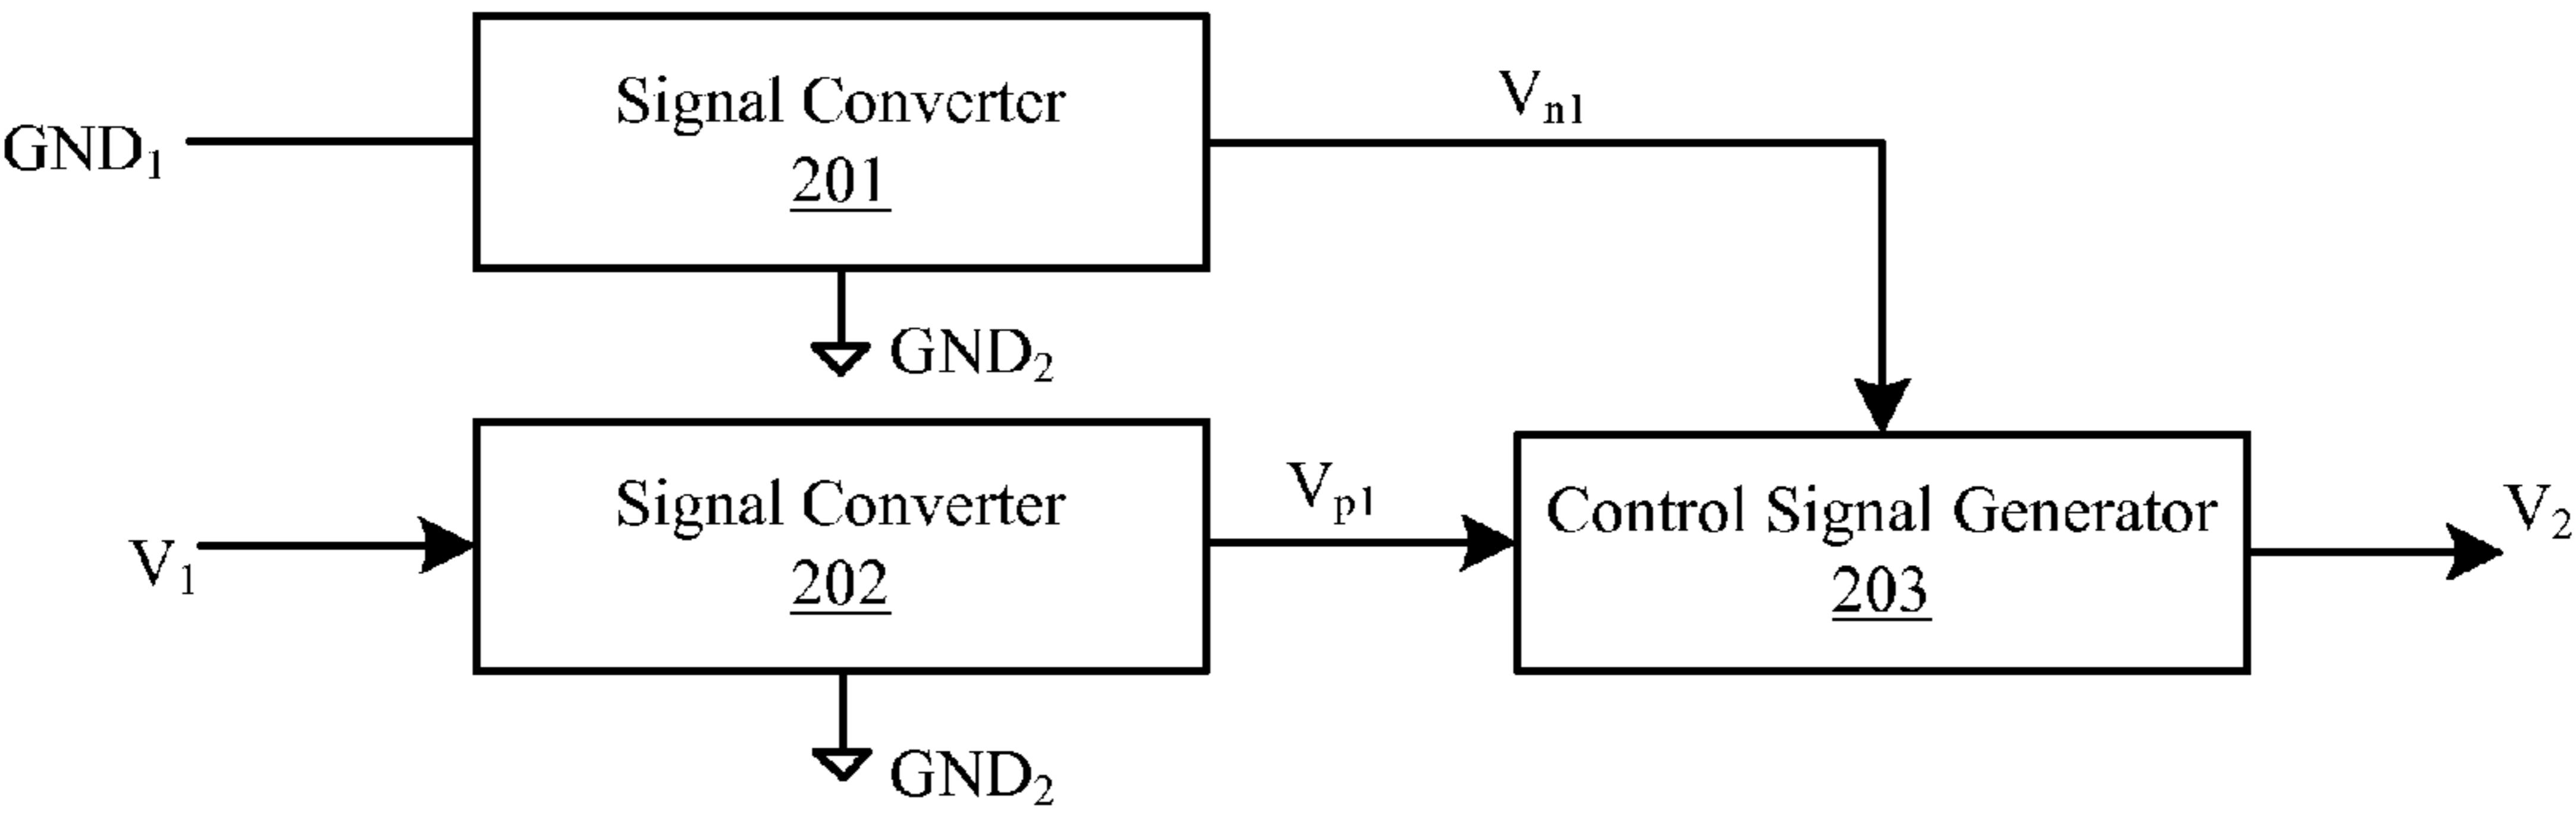 Signal Converter
201
GND₁
Vₙ₁
GND₂
Signal Converter
202
V₁
Vₚ₁
Control Signal Generator
203
V₂
GND₂